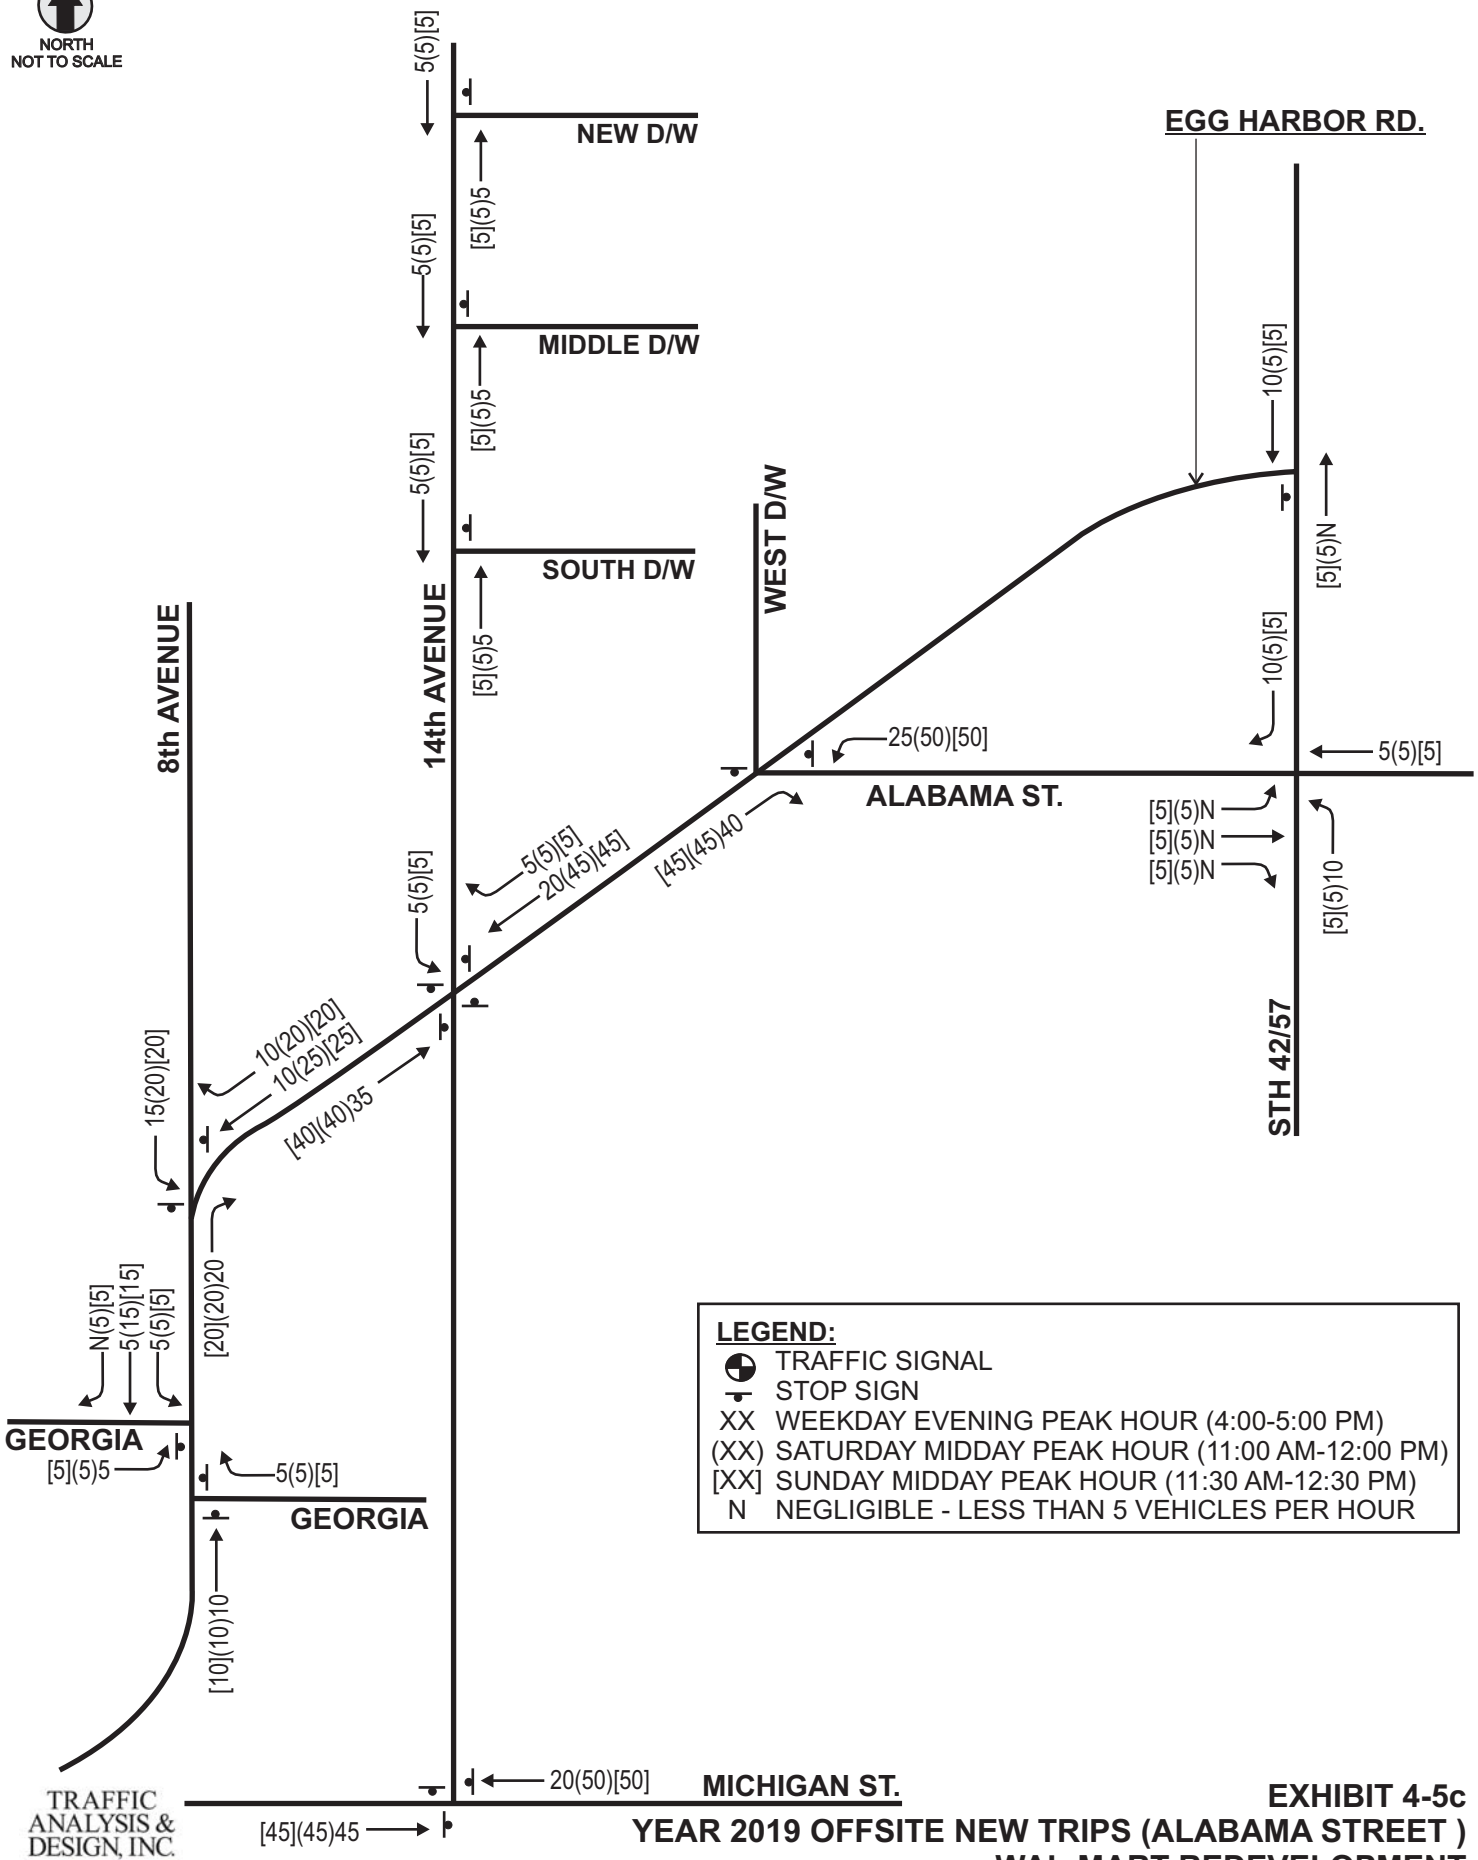 NORTH
NOT TO SCALE
5(5)[5]
NEW D/W
EGG HARBOR RD.
[5](5)5
5(5)[5]
MIDDLE D/W
[5](5)5
10(5)[5]
5(5)[5]
WEST D/W
[5](5)N
SOUTH D/W
8th AVENUE
14th AVENUE
[5](5)5
10(5)[5]
25(50)[50]
5(5)[5]
ALABAMA ST.
[5](5)N
[5](5)N
[5](5)N
[5](5)10
[45](45)40
5(5)[5]
20(45)[45]
5(5)[5]
STH 42/57
10(20)[20]
10(25)[25]
15(20)[20]
[40](40)35
[20](20)20
N(5)[5]
5(15)[15]
5(5)[5]
GEORGIA
[5](5)5
5(5)[5]
GEORGIA
[10](10)10
LEGEND:
TRAFFIC SIGNAL
STOP SIGN
XX WEEKDAY EVENING PEAK HOUR (4:00-5:00 PM)
(XX) SATURDAY MIDDAY PEAK HOUR (11:00 AM-12:00 PM)
[XX] SUNDAY MIDDAY PEAK HOUR (11:30 AM-12:30 PM)
N NEGLIGIBLE - LESS THAN 5 VEHICLES PER HOUR
20(50)[50]
MICHIGAN ST.
[45](45)45
TRAFFIC
ANALYSIS &
DESIGN, INC.
EXHIBIT 4-5c
YEAR 2019 OFFSITE NEW TRIPS (ALABAMA STREET )
WAL-MART REDEVELOPMENT